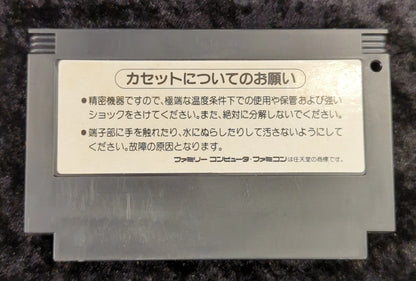 カセットについてのお願い
●精密機器ですので、極端な温度条件下での使用や保管および強い
ショックをさけてください。また、絶対に分解しないでください。
●端子部に手を触れたり、水にぬらしたりして汚さないようにして
ください。故障の原因となります。
ファミリー コンピュータ・ファミコンは任天堂の商標です。